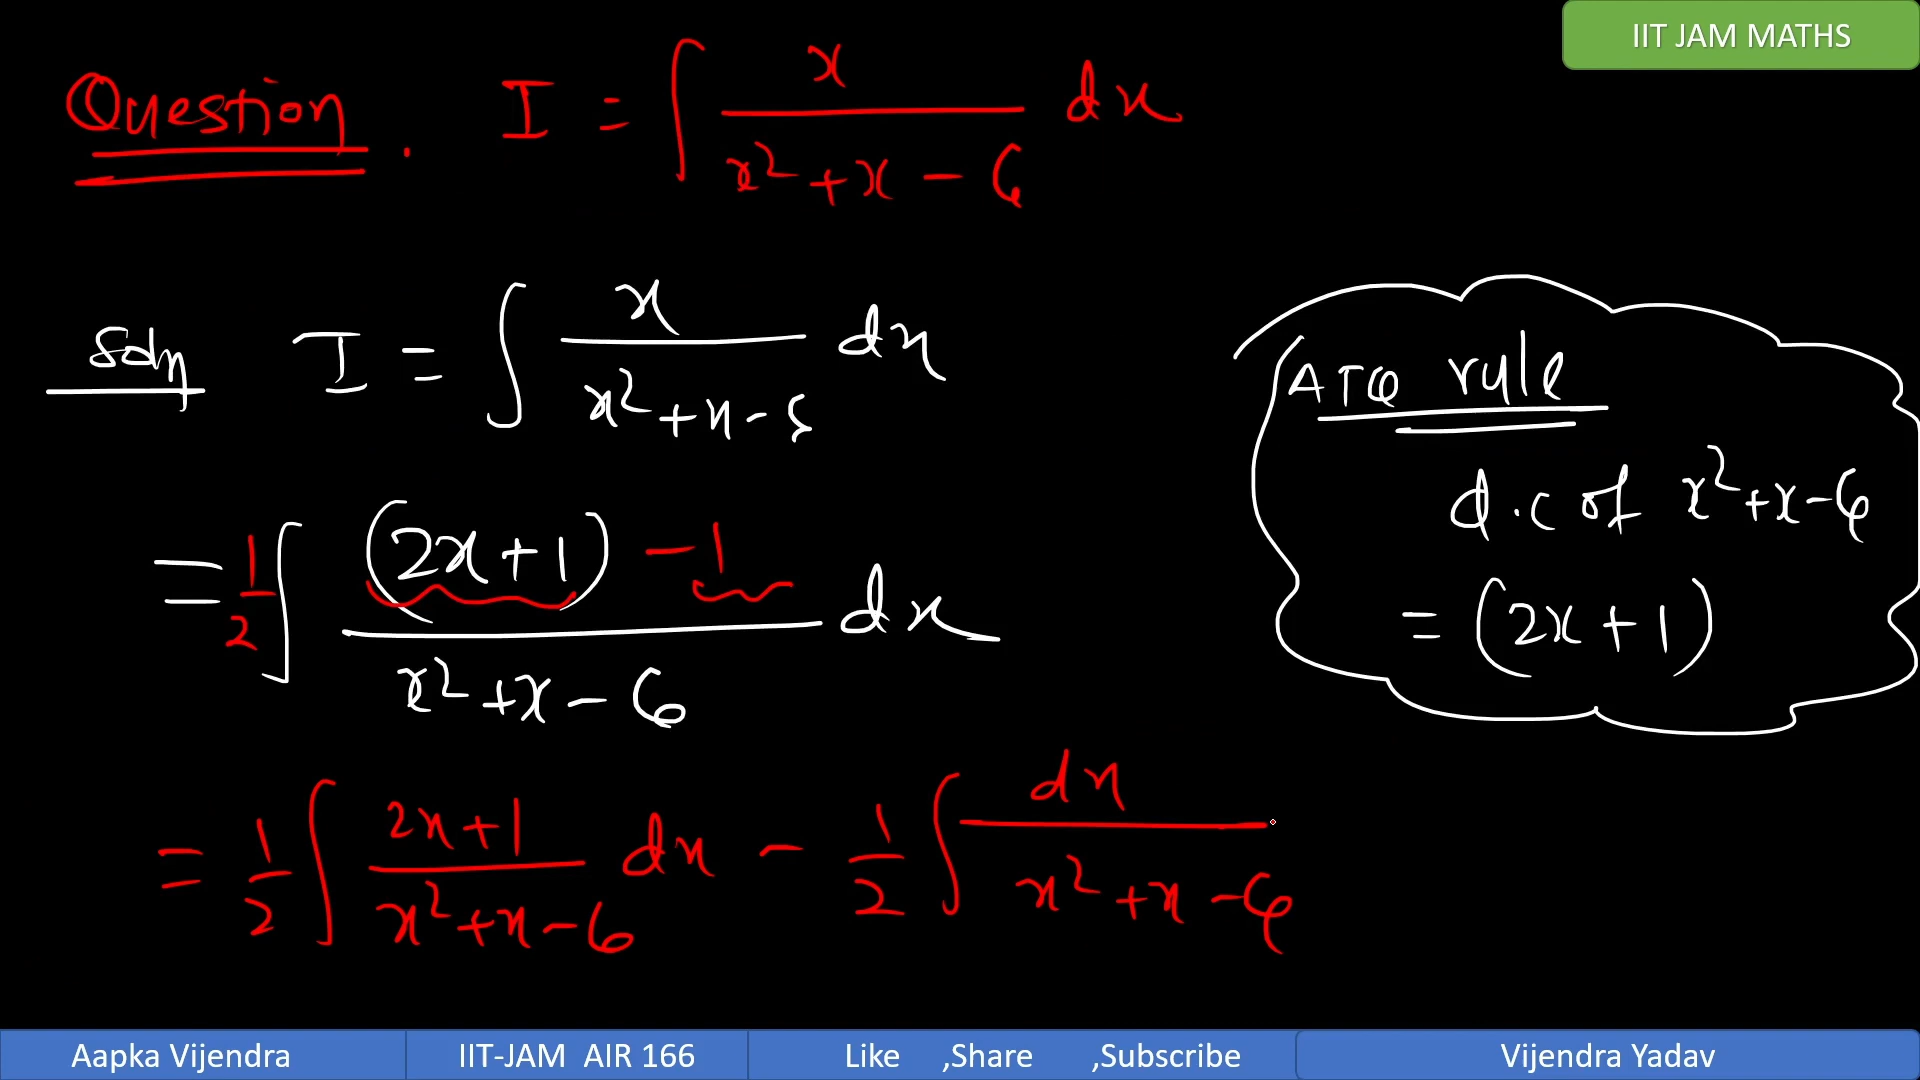 IIT JAM MATHS
Question. I = ∫ x / (x² + x - 6) dx
Soln I = ∫ x / (x² + x - 6) dx
ATQ rule
d.c of x² + x - 6
= (2x + 1)
= 1/2 ∫ ((2x + 1) - 1) / (x² + x - 6) dx
= 1/2 ∫ (2x + 1) / (x² + x - 6) dx - 1/2 ∫ dx / (x² + x - 6)
Aapka Vijendra IIT-JAM AIR 166 Like ,Share ,Subscribe Vijendra Yadav